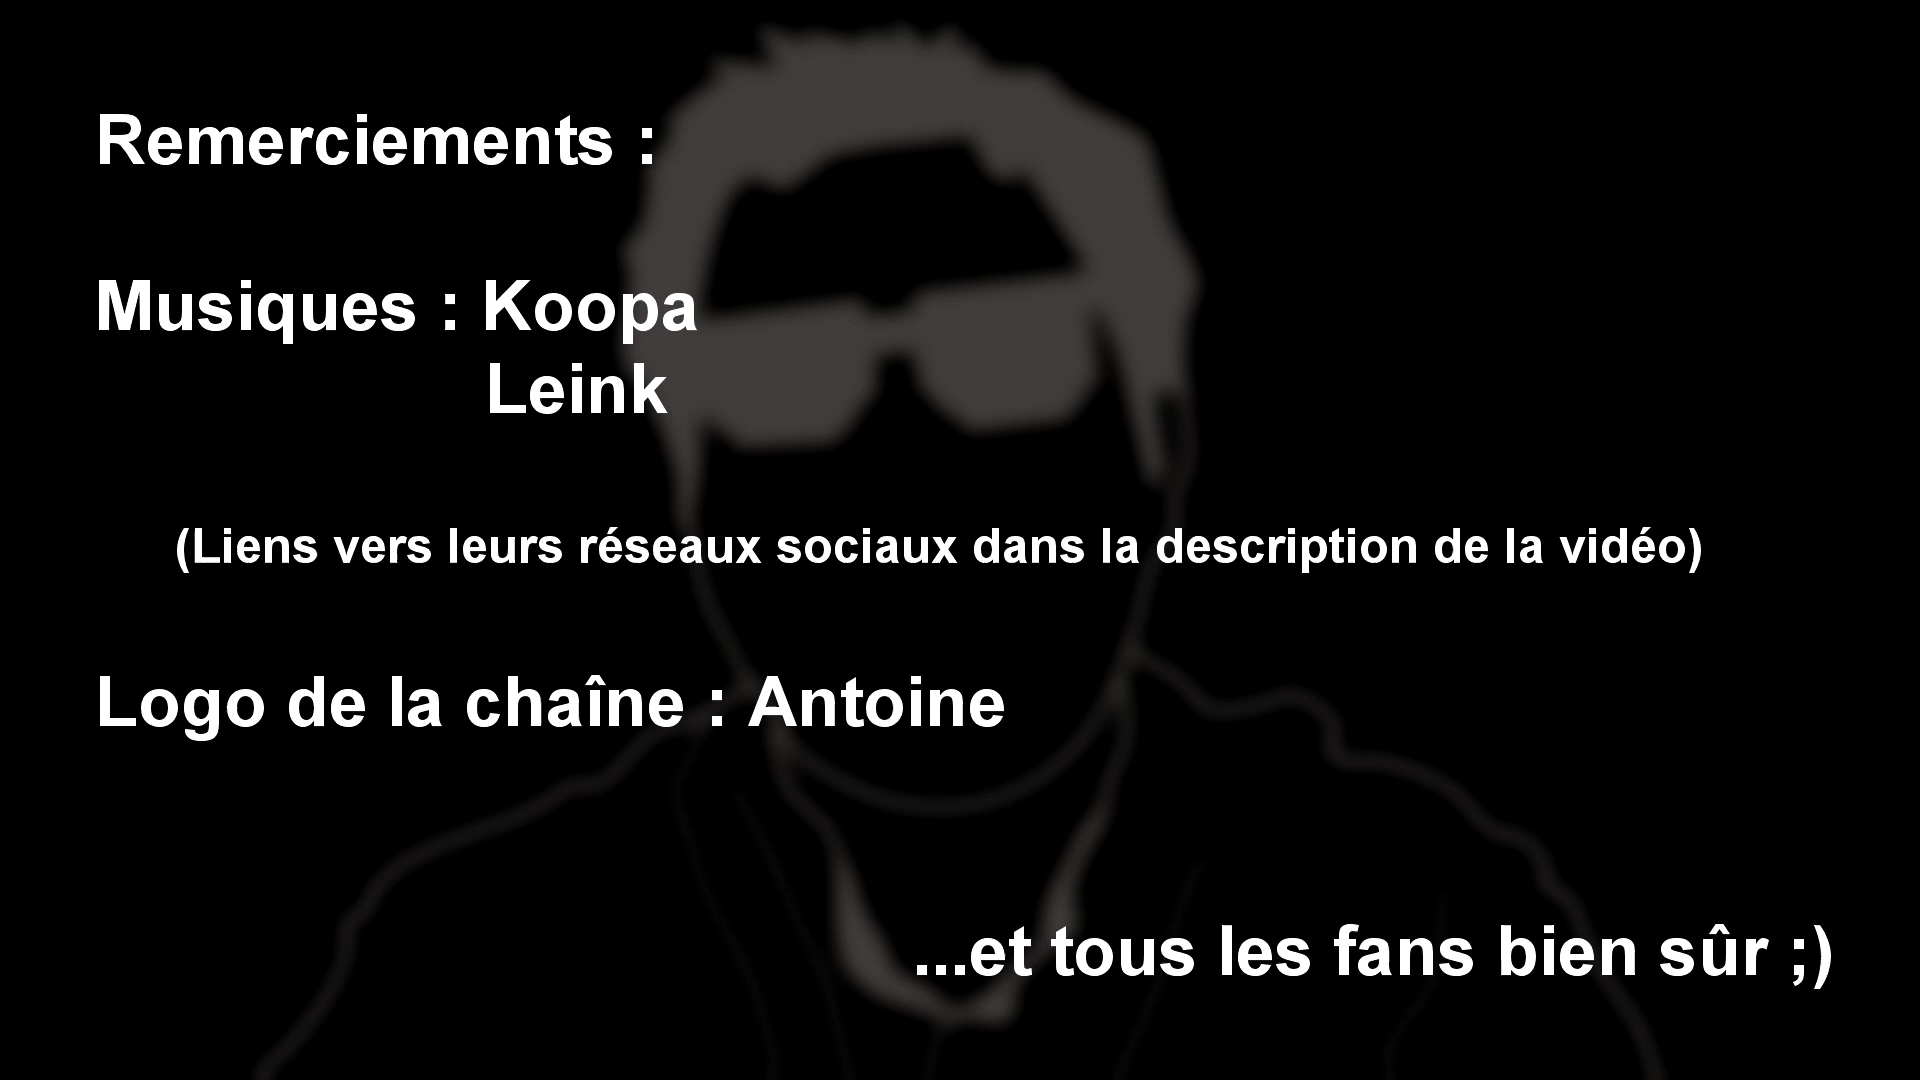 Remerciements :
Musiques : Koopa
Leink
(Liens vers leurs réseaux sociaux dans la description de la vidéo)
Logo de la chaîne : Antoine
...et tous les fans bien sûr ;)